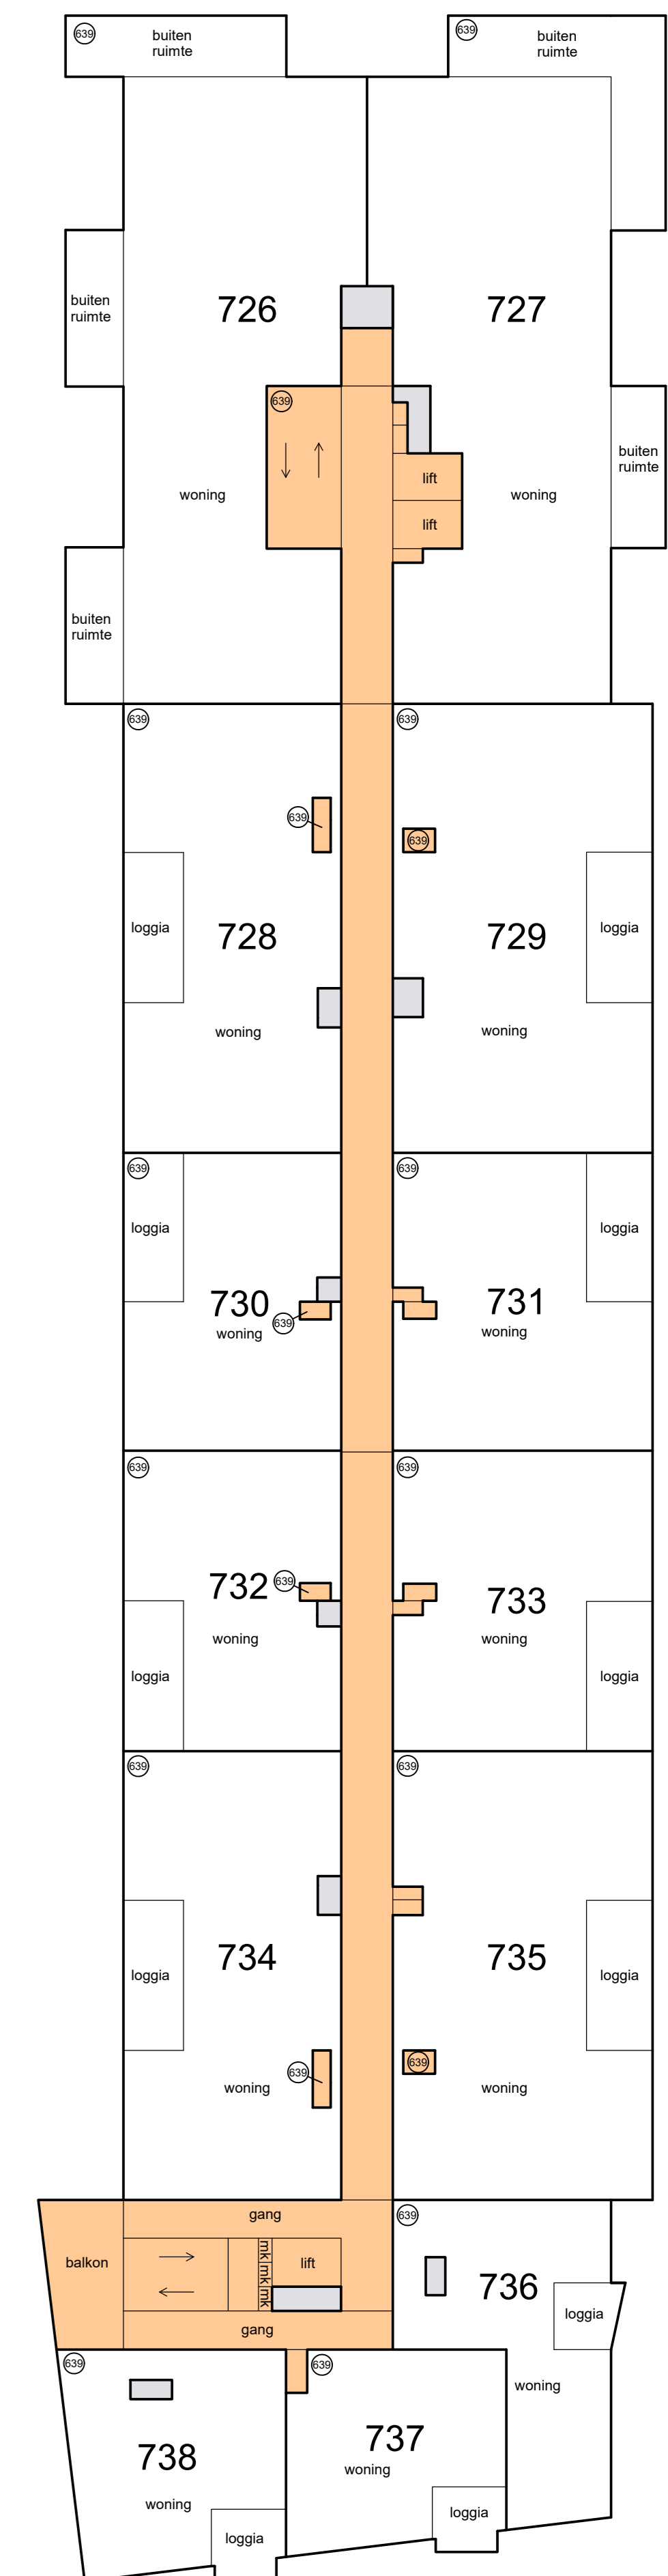 639
buiten
ruimte
639
buiten
ruimte
buiten
ruimte
726
727
639
buiten
ruimte
lift
woning
woning
lift
buiten
ruimte
639
639
639
639
loggia
728
729
loggia
woning
woning
639
639
loggia
loggia
730
731
639
woning
woning
639
639
732
639
733
woning
woning
loggia
loggia
639
639
734
735
loggia
loggia
639
639
woning
woning
gang
639
balkon
mk
mk
mk
lift
736
loggia
gang
639
639
woning
737
738
woning
woning
loggia
loggia